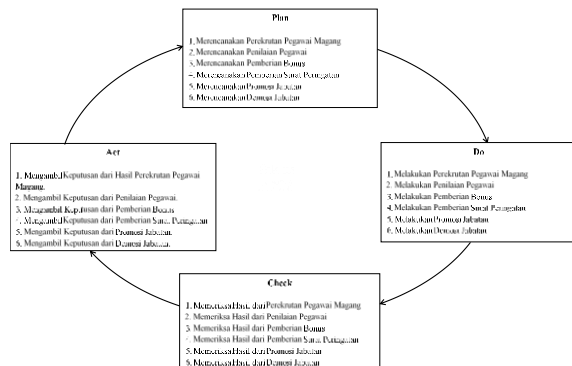 Plan
1. Merencanakan Perekrutan Pegawai Magang
2. Merencanakan Penilaian Pegawai
3. Merencanakan Pemberian Bonus
4. Merencanakan Pemberian Surat Peringatan
5. Merencanakan Promosi Jabatan
6. Merencanakan Demosi Jabatan
Act
1. Mengambil Keputusan dari Hasil Perekrutan Pegawai
Magang.
2. Mengambil Keputusan dari Penilaian Pegawai.
3. Mengambil Keputusan dari Pemberian Bonus
4. Mengambil Keputusan dari Pemberian Surat Peringatan
5. Mengambil Keputusan dari Promosi Jabatan.
6. Mengambil Keputusan dari Demosi Jabatan.
Do
1. Melakukan Perekrutan Pegawai Magang
2. Melakukan Penilaian Pegawai
3. Melakukan Pemberian Bonus
4. Melakukan Pemberian Surat Peringatan
5. Melakukan Promosi Jabatan
6. Melakukan Demosi Jabatan
Check
1. Memeriksa Hasil dari Perekrutan Pegawai Magang
2. Memeriksa Hasil dari Penilaian Pegawai
3. Memeriksa Hasil dari Pemberian Bonus
4. Memeriksa Hasil dari Pemberian Surat Peringatan
5. Memeriksa Hasil dari Promosi Jabatan
6. Memeriksa Hasil dari Demosi Jabatan